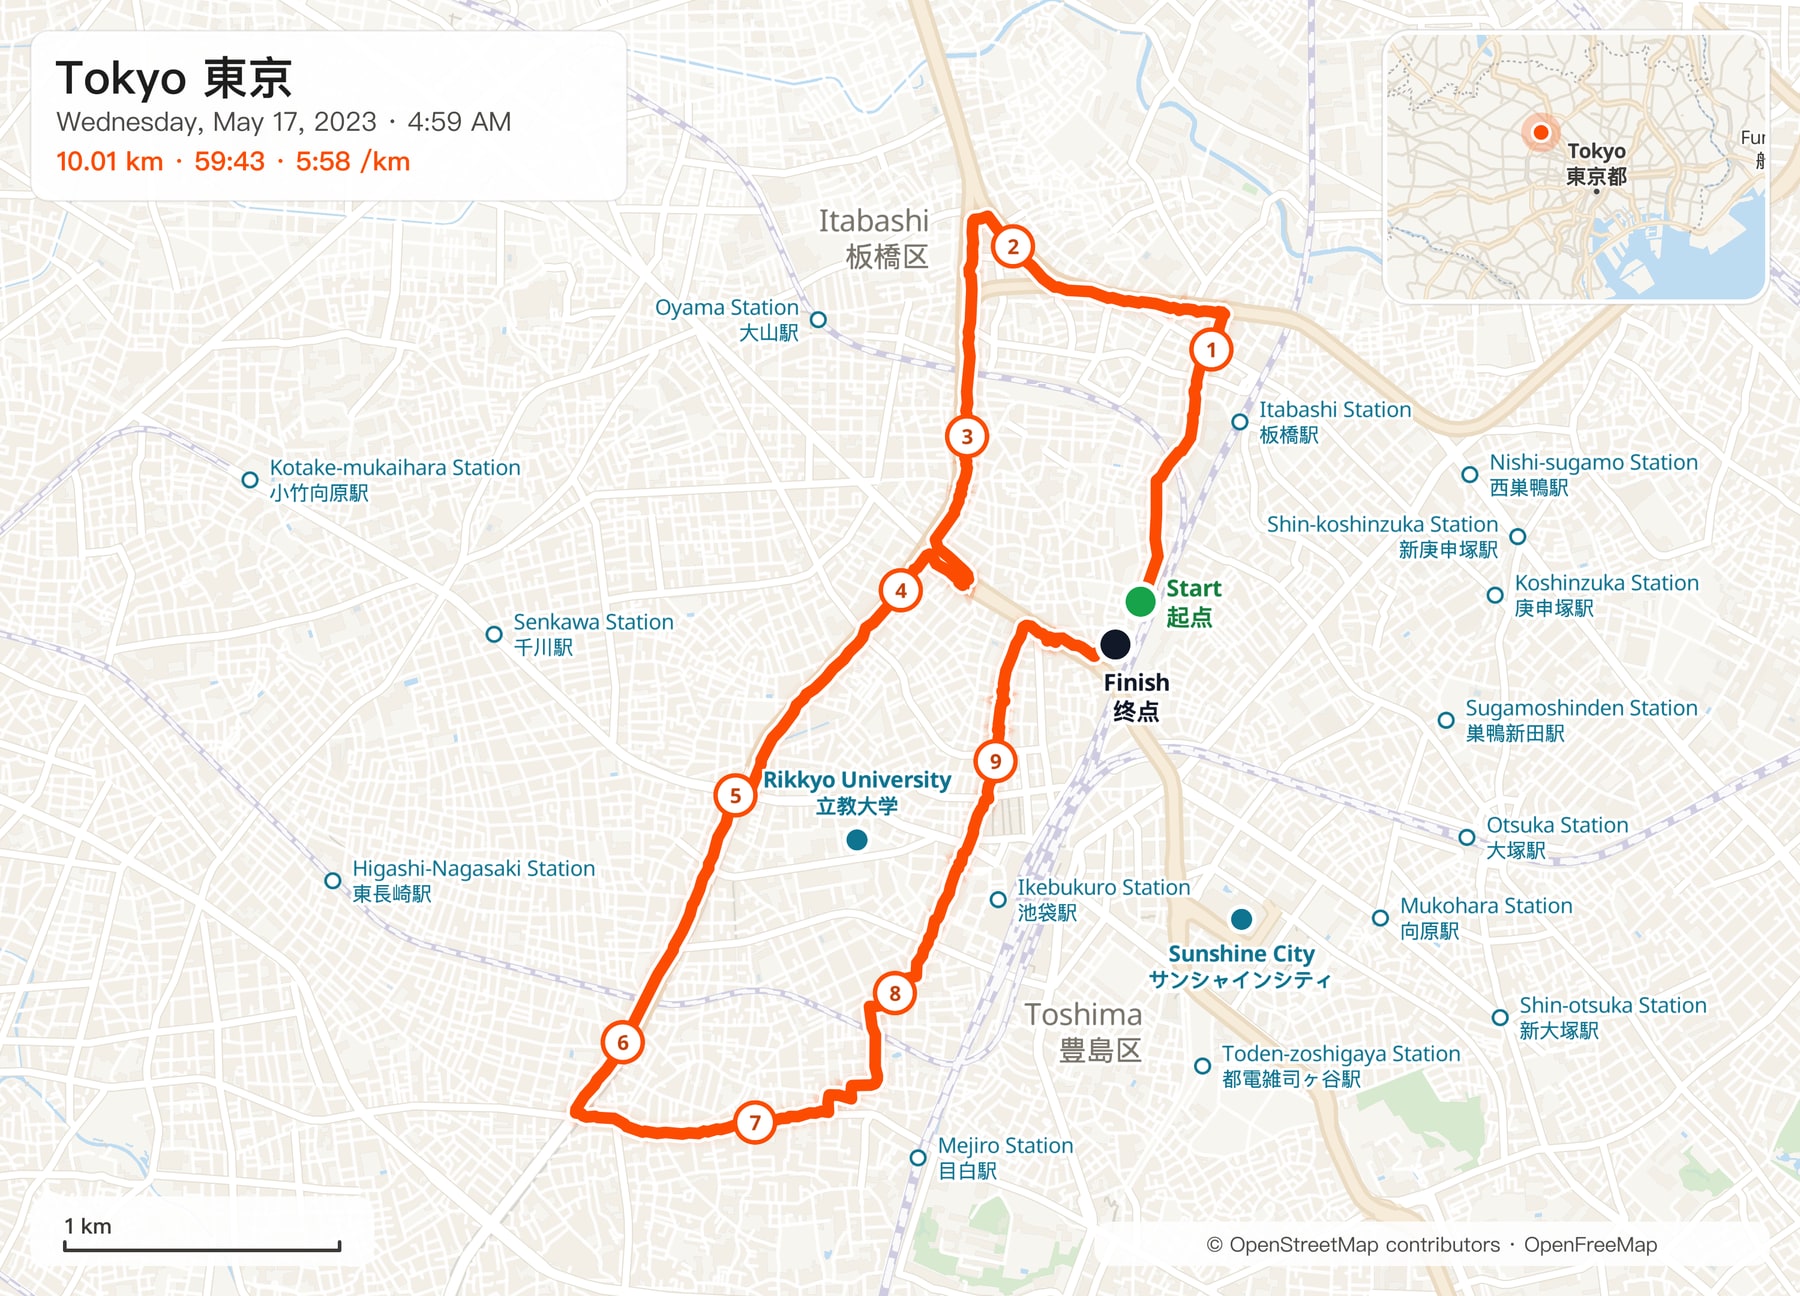 Tokyo 東京
Wednesday, May 17, 2023 · 4:59 AM
10.01 km · 59:43 · 5:58 /km
Tokyo
東京都
Itabashi
板橋区
2
Oyama Station
大山駅
1
Itabashi Station
板橋駅
3
Kotake-mukaihara Station
小竹向原駅
Nishi-sugamo Station
西巣鴨駅
Shin-koshinzuka Station
新庚申塚駅
4
Start
起点
Koshinzuka Station
庚申塚駅
Senkawa Station
千川駅
Finish
终点
Sugamoshinden Station
巣鴨新田駅
9
5
Rikkyo University
立教大学
Otsuka Station
大塚駅
Higashi-Nagasaki Station
東長崎駅
Ikebukuro Station
池袋駅
Mukohara Station
向原駅
Sunshine City
サンシャインシティ
8
Toshima
豊島区
Shin-otsuka Station
新大塚駅
6
Toden-zoshigaya Station
都電雑司ヶ谷駅
7
Mejiro Station
目白駅
1 km
© OpenStreetMap contributors · OpenFreeMap